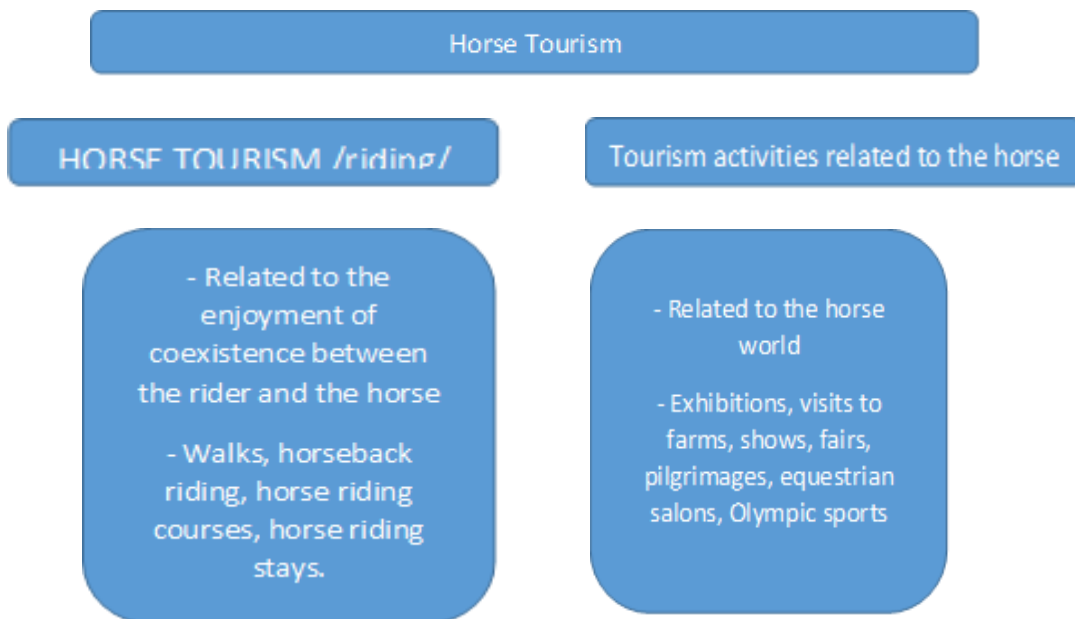 Horse Tourism
HORSE TOURISM /riding/
Tourism activities related to the horse
- Related to the
enjoyment of
coexistence between
the rider and the horse
- Walks, horseback
riding, horse riding
courses, horse riding
stays.
- Related to the horse
world
- Exhibitions, visits to
farms, shows, fairs,
pilgrimages, equestrian
salons, Olympic sports